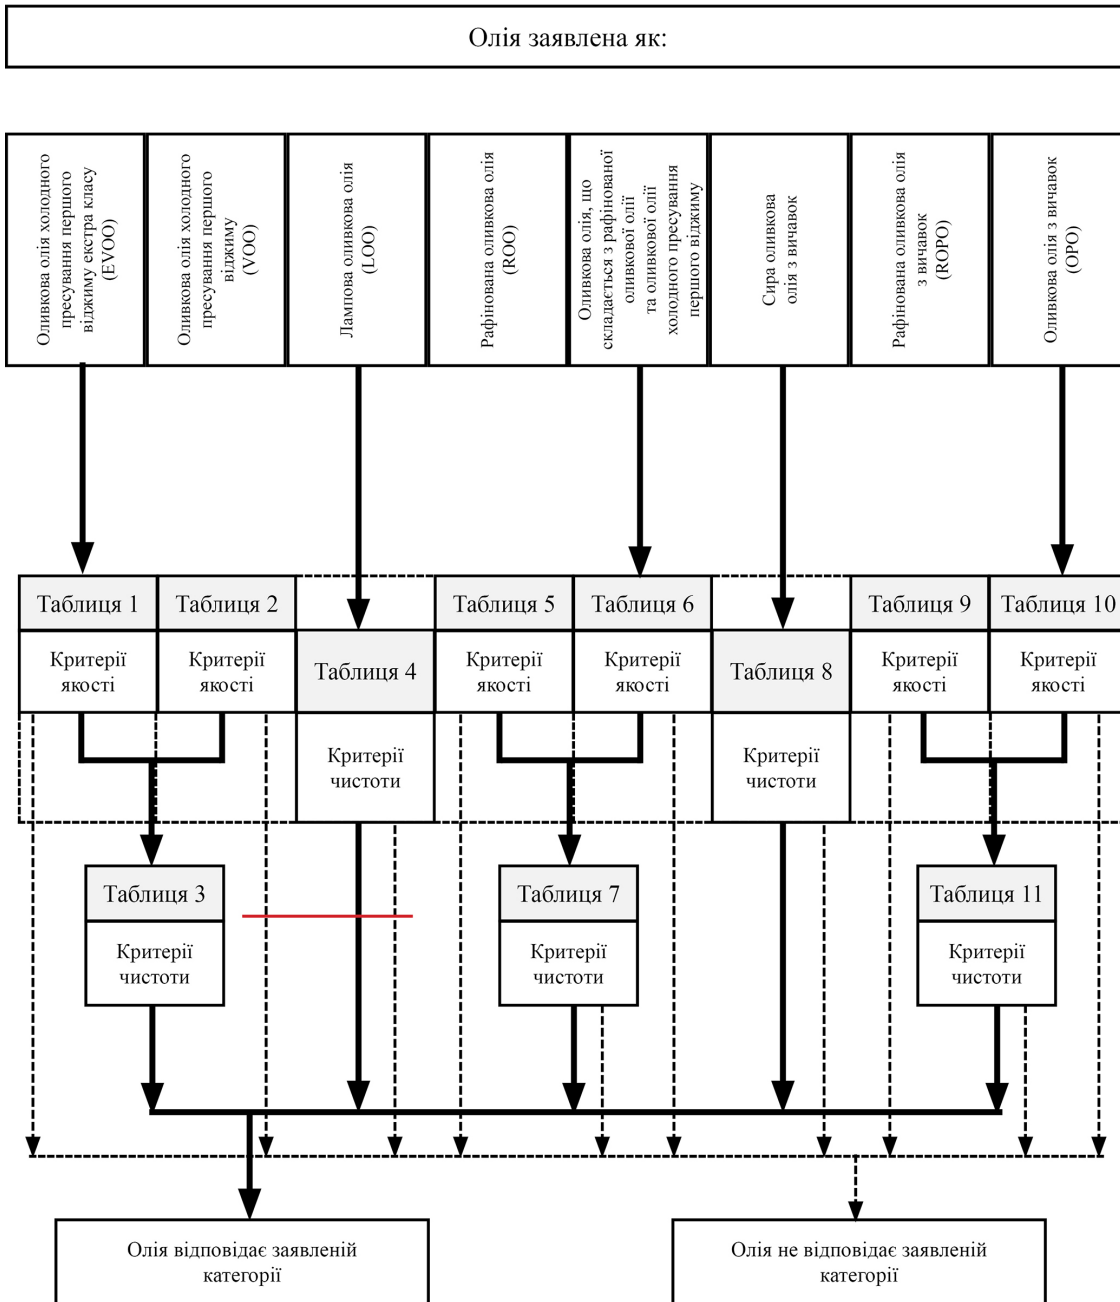 Олія заявлена як:
Оливкова олія холодного
пресування першого
віджиму екстра класу
(EVOO)
Оливкова олія холодного
пресування першого
віджиму
(VOO)
Лампова оливкова олія
(LOO)
Рафінована оливкова олія
(ROO)
Оливкова олія, що
складається з рафінованої
оливкової олії
та оливкової олії
холодного пресування
першого віджиму
Сира оливкова
олія з вичавок
Рафінована оливкова олія
з вичавок
(ROPO)
Оливкова олія з вичавок
(OPO)
Таблиця 1
Таблиця 2
Таблиця 5
Таблиця 6
Таблиця 9
Таблиця 10
Критерії
якості
Критерії
якості
Таблиця 4
Критерії
якості
Критерії
якості
Таблиця 8
Критерії
якості
Критерії
якості
Критерії
чистоти
Критерії
чистоти
Таблиця 3
Таблиця 7
Таблиця 11
Критерії
чистоти
Критерії
чистоти
Критерії
чистоти
Олія відповідає заявленій
категорії
Олія не відповідає заявленій
категорії